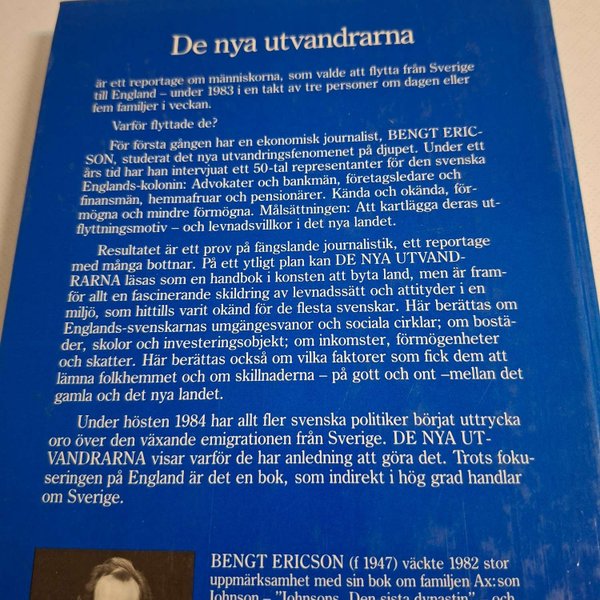 De nya utvandrarna
är ett reportage om människorna, som valde att flytta från Sverige
till England – under 1983 i en takt av tre personer om dagen eller
fem familjer i veckan.
Varför flyttade de?
För första gången har en ekonomisk journalist, BENGT ERIC-
SON, studerat det nya utvandringsfenomenet på djupet. Under ett
års tid har han intervjuat ett 50-tal representanter för den svenska
Englands-kolonin: Advokater och bankmän, företagsledare och
finansmän, hemmafruar och pensionärer. Kända och okända, för-
mögna och mindre förmögna. Målsättningen: Att kartlägga deras ut-
flyttningsmotiv – och levnadsvillkor i det nya landet.
Resultatet är ett prov på fängslande journalistik, ett reportage
med många bottnar. På ett ytligt plan kan DE NYA UTVAND-
RARNA läsas som en handbok i konsten att byta land, men är fram-
för allt en fascinerande skildring av levnadssätt och attityder i en
miljö, som hittills varit okänd för de flesta svenskar. Här berättas om
Englands-svenskarnas umgängesvanor och sociala cirklar; om bostä-
der, skolor och investeringsobjekt; om inkomster, förmögenheter
och skatter. Här berättas också om vilka faktorer som fick dem att
lämna folkhemmet och om skillnaderna – på gott och ont –mellan det
gamla och det nya landet.
Under hösten 1984 har allt fler svenska politiker börjat uttrycka
oro över den växande emigrationen från Sverige. DE NYA UT-
VANDRARNA visar varför de har anledning att göra det. Trots foku-
seringen på England är det en bok, som indirekt i hög grad handlar
om Sverige.
BENGT ERICSON (f 1947) väckte 1982 stor
uppmärksamhet med sin bok om familjen Ax:son
Johnson – "Johnsons. Den sista dynastin" – och